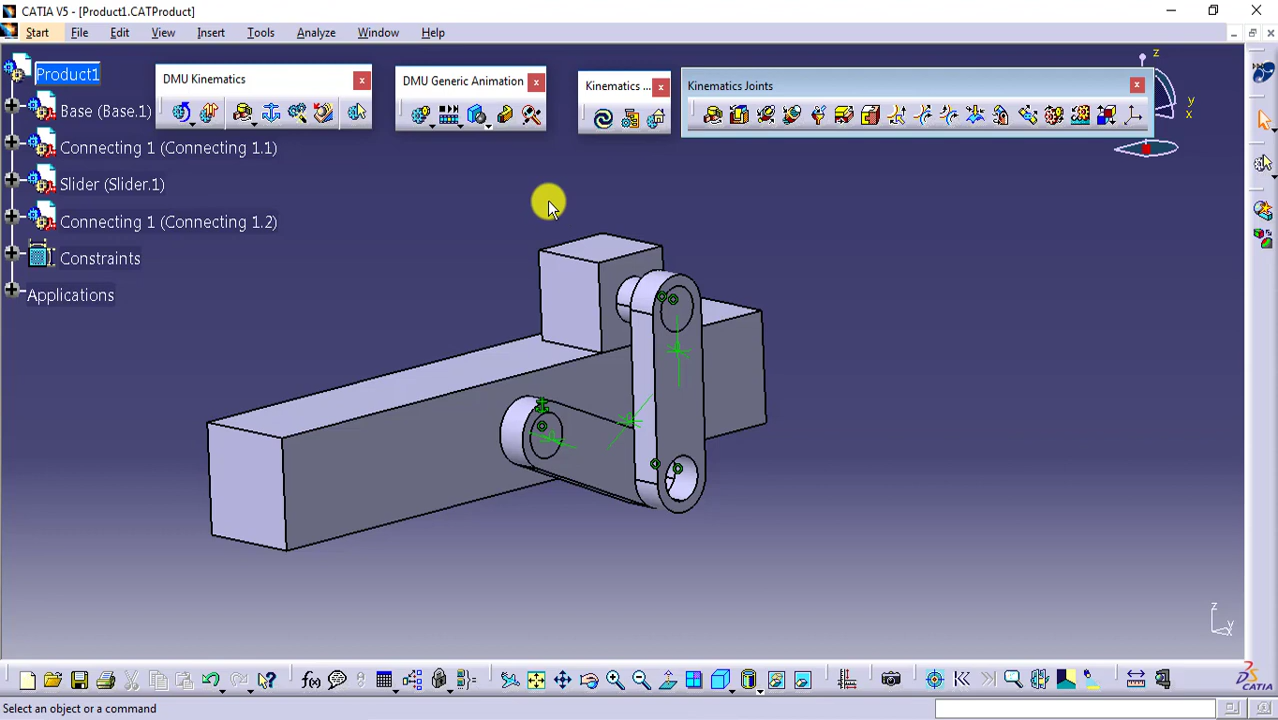 CATIA V5 - [Product1.CATProduct]
Start File Edit View Insert Tools Analyze Window Help
Product1
Base (Base.1)
Connecting 1 (Connecting 1.1)
Slider (Slider.1)
Connecting 1 (Connecting 1.2)
Constraints
Applications
DMU Kinematics
DMU Generic Animation
Kinematics ...
Kinematics Joints
z
y
x
z
y
x
f(x)
DS
CATIA
Select an object or a command